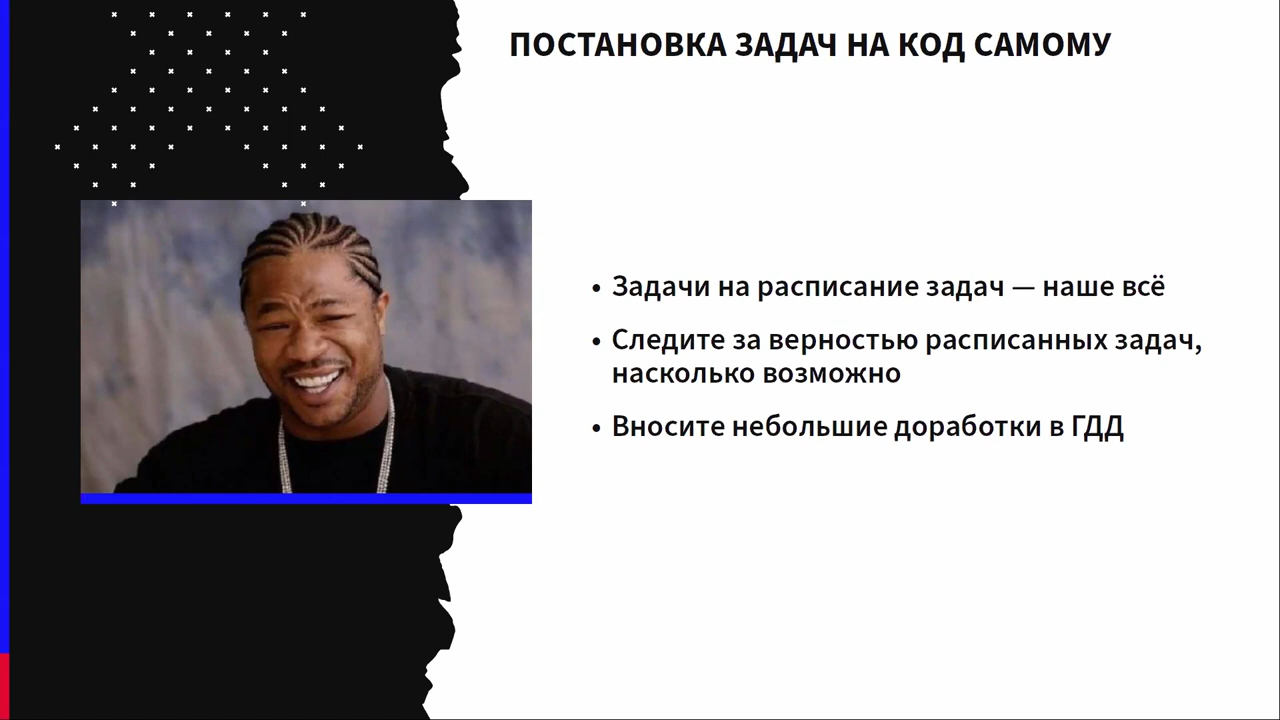 ПОСТАНОВКА ЗАДАЧ НА КОД САМОМУ
• Задачи на расписание задач — наше всё
• Следите за верностью расписанных задач,
насколько возможно
• Вносите небольшие доработки в ГДД